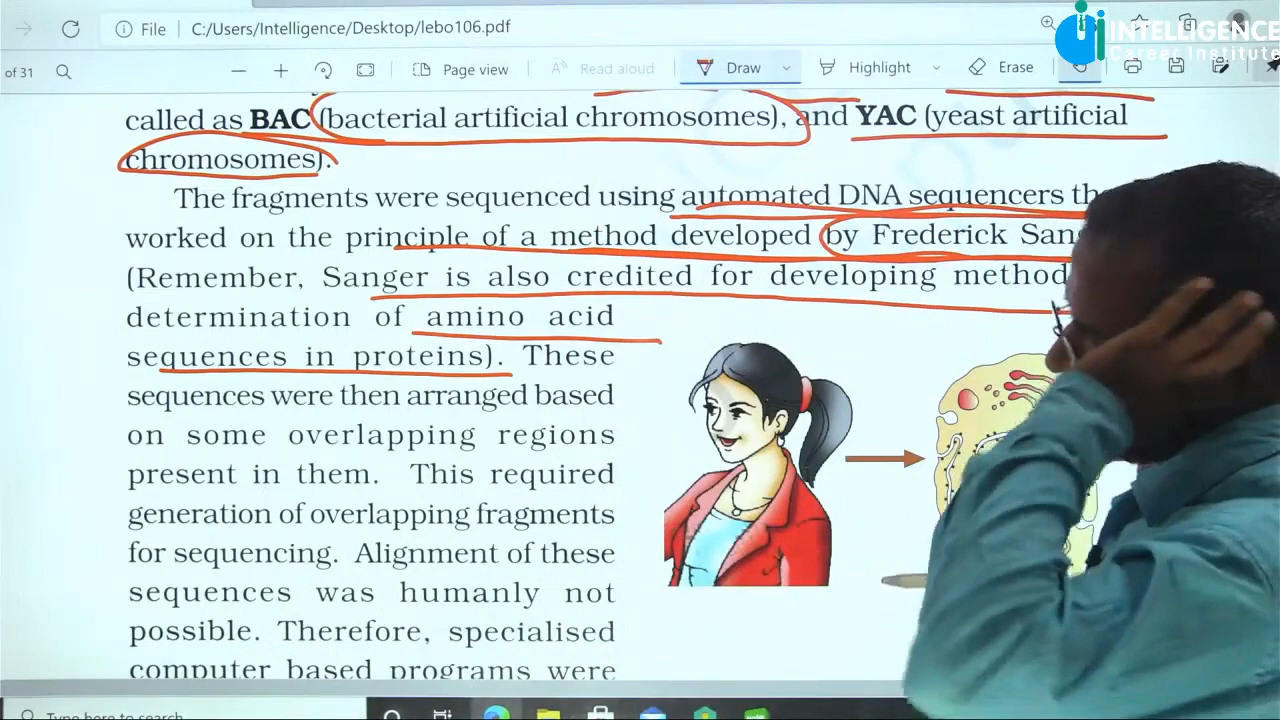 File C:/Users/Intelligence/Desktop/lebo106.pdf
INTELLIGENCE
Career Institute
of 31 Page view Read aloud Draw Highlight Erase
called as BAC (bacterial artificial chromosomes), and YAC (yeast artificial
chromosomes).
The fragments were sequenced using automated DNA sequencers
worked on the principle of a method developed by Frederick
(Remember, Sanger is also credited for developing method
determination of amino acid
sequences in proteins). These
sequences were then arranged based
on some overlapping regions
present in them. This required
generation of overlapping fragments
for sequencing. Alignment of these
sequences was humanly not
possible. Therefore, specialised
computer based programs were
Type here to search